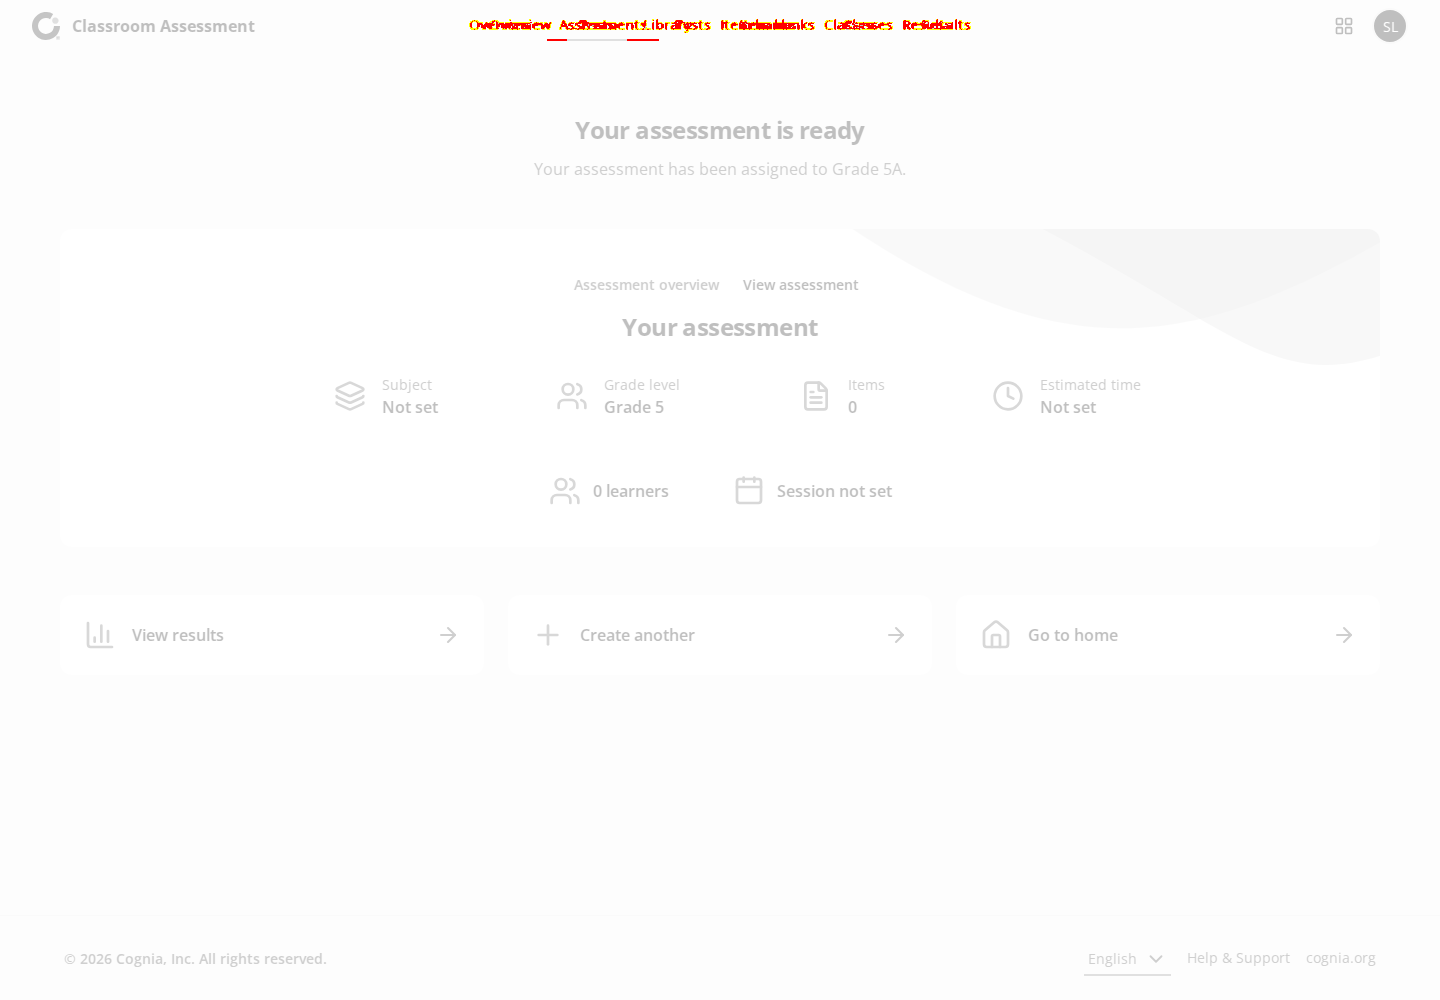 Classroom Assessment
SL
Your assessment is ready
Your assessment has been assigned to Grade 5A.
Assessment overview View assessment
Your assessment
Subject
Not set
Grade level
Grade 5
Items
0
Estimated time
Not set
0 learners
Session not set
View results
Create another
Go to home
© 2026 Cognia, Inc. All rights reserved.
English
Help & Support
cognia.org